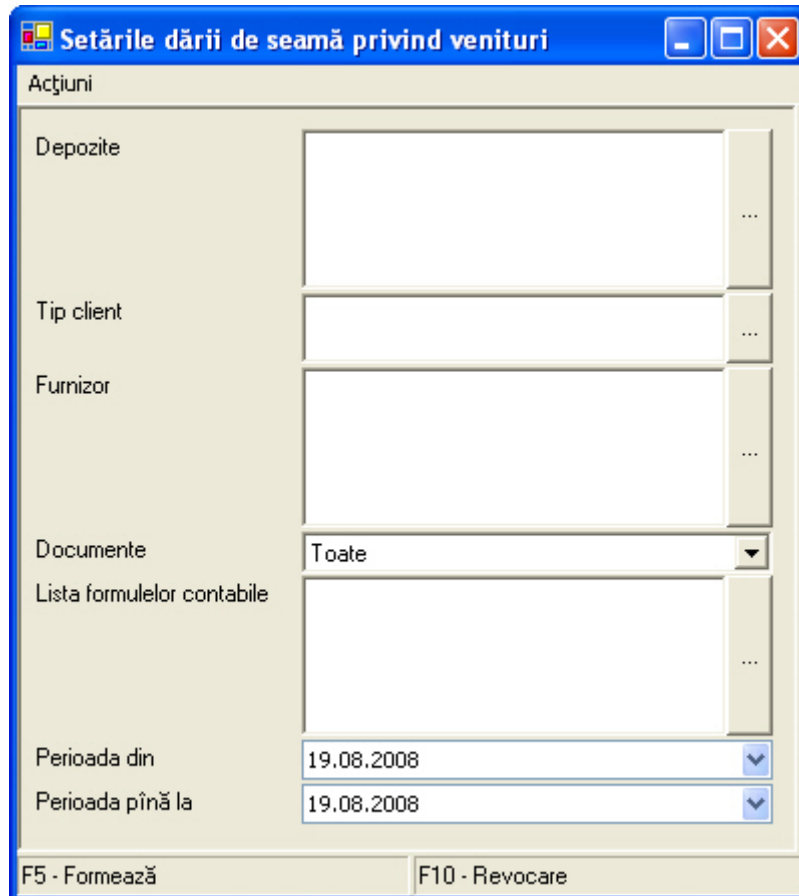 Setările dării de seamă privind venituri
Acţiuni
Depozite
...
Tip client
...
Furnizor
...
Documente Toate
Lista formulelor contabile
...
Perioada din 19.08.2008
Perioada pînă la 19.08.2008
F5 - Formează F10 - Revocare